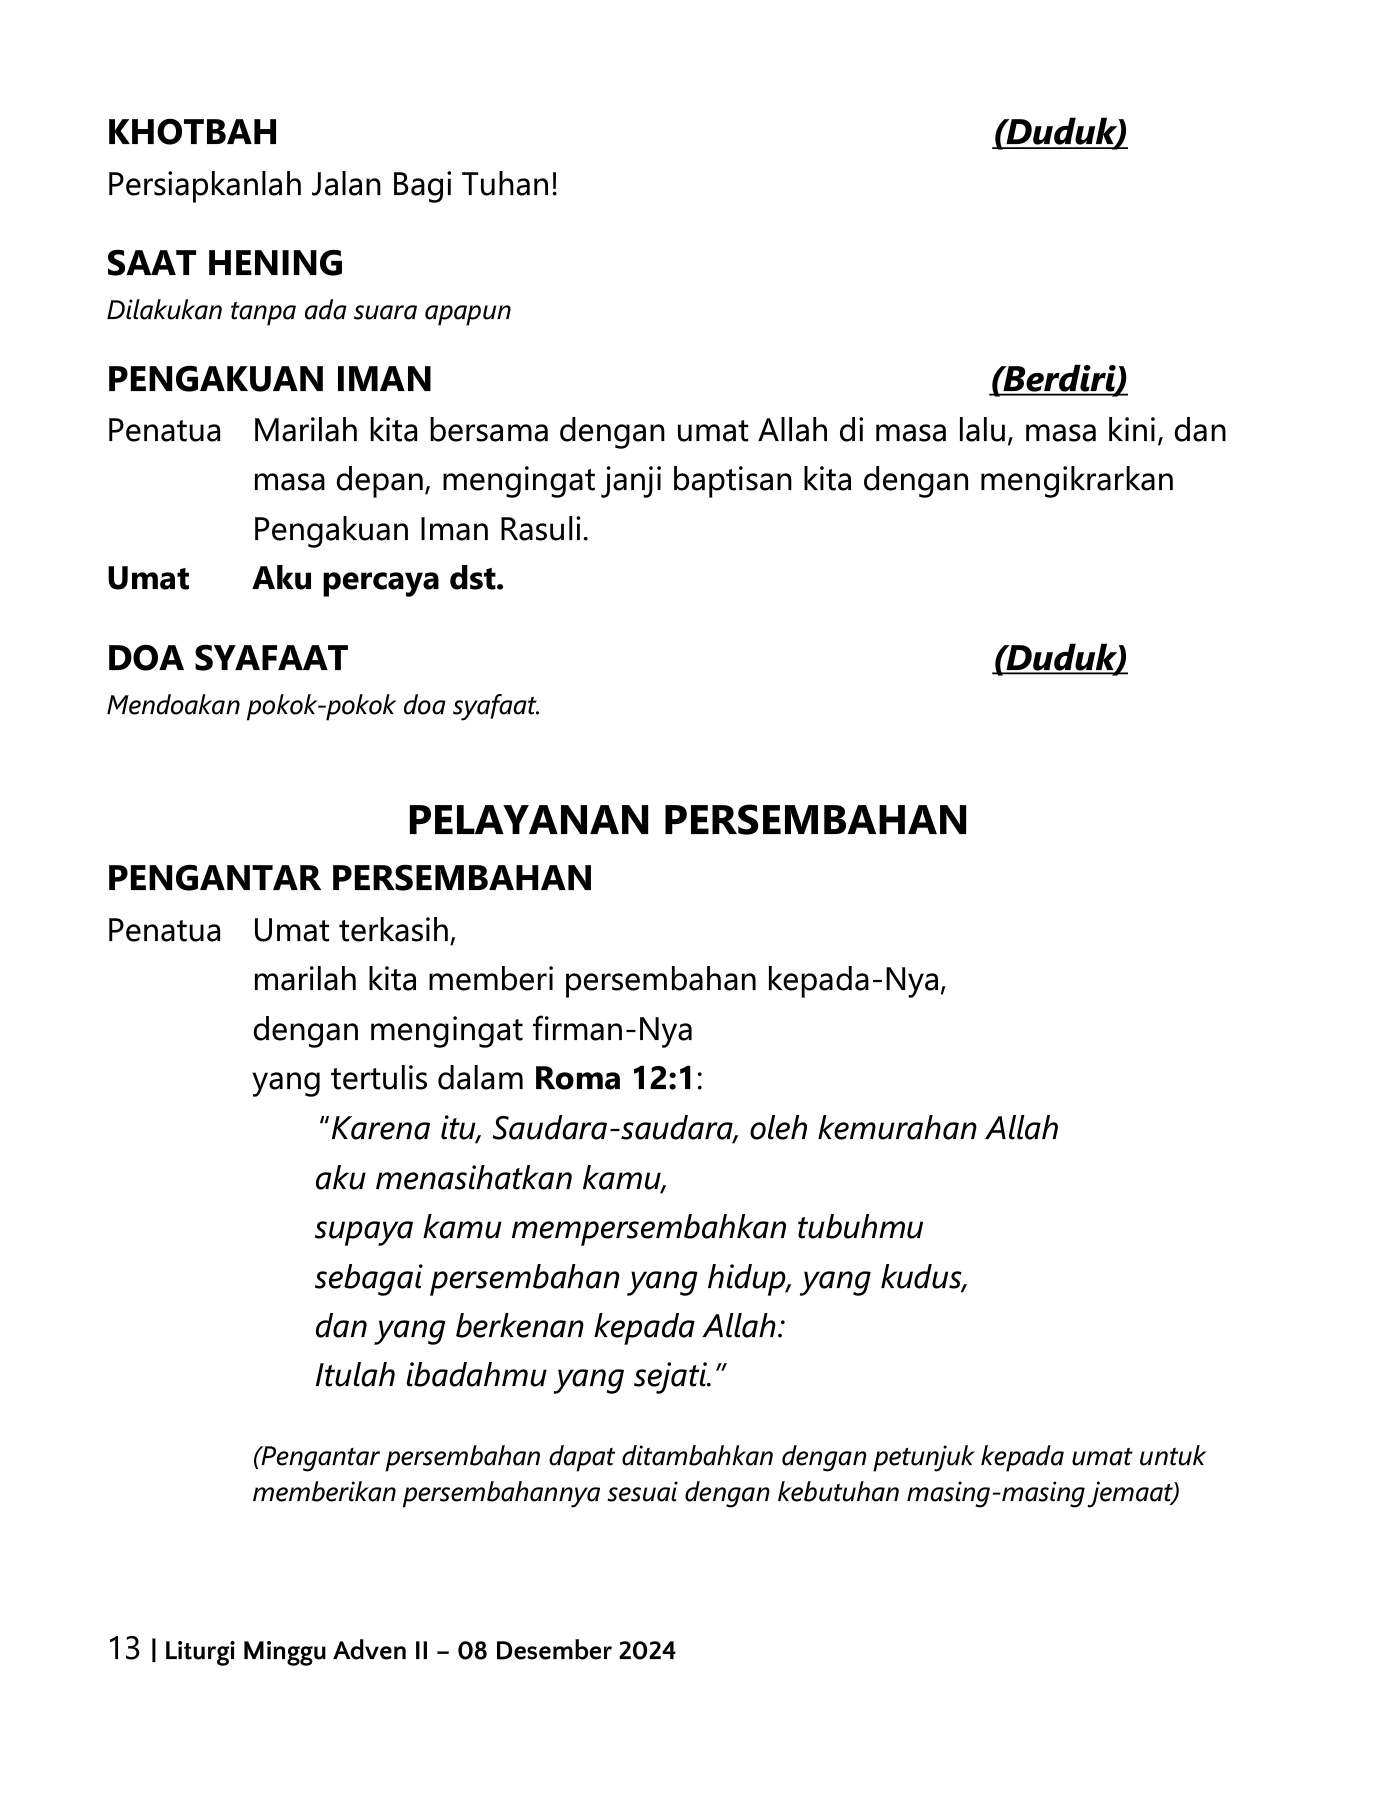 KHOTBAH (Duduk)
Persiapkanlah Jalan Bagi Tuhan!
SAAT HENING
Dilakukan tanpa ada suara apapun
PENGAKUAN IMAN (Berdiri)
Penatua Marilah kita bersama dengan umat Allah di masa lalu, masa kini, dan
masa depan, mengingat janji baptisan kita dengan mengikrarkan
Pengakuan Iman Rasuli.
Umat Aku percaya dst.
DOA SYAFAAT (Duduk)
Mendoakan pokok-pokok doa syafaat.
PELAYANAN PERSEMBAHAN
PENGANTAR PERSEMBAHAN
Penatua Umat terkasih,
marilah kita memberi persembahan kepada-Nya,
dengan mengingat firman-Nya
yang tertulis dalam Roma 12:1:
“Karena itu, Saudara-saudara, oleh kemurahan Allah
aku menasihatkan kamu,
supaya kamu mempersembahkan tubuhmu
sebagai persembahan yang hidup, yang kudus,
dan yang berkenan kepada Allah:
Itulah ibadahmu yang sejati.”
(Pengantar persembahan dapat ditambahkan dengan petunjuk kepada umat untuk
memberikan persembahannya sesuai dengan kebutuhan masing-masing jemaat)
13 | Liturgi Minggu Adven II – 08 Desember 2024